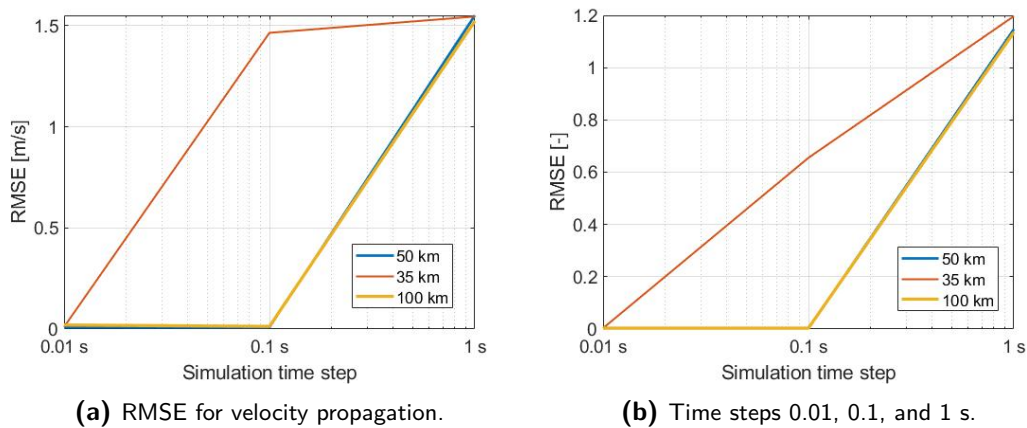 1.5
1
0.5
0
RMSE [m/s]
0.01 s
0.1 s
1 s
Simulation time step
50 km
35 km
100 km
(a) RMSE for velocity propagation.
1.2
1
0.8
0.6
0.4
0.2
0
RMSE [-]
0.01 s
0.1 s
1 s
Simulation time step
50 km
35 km
100 km
(b) Time steps 0.01, 0.1, and 1 s.